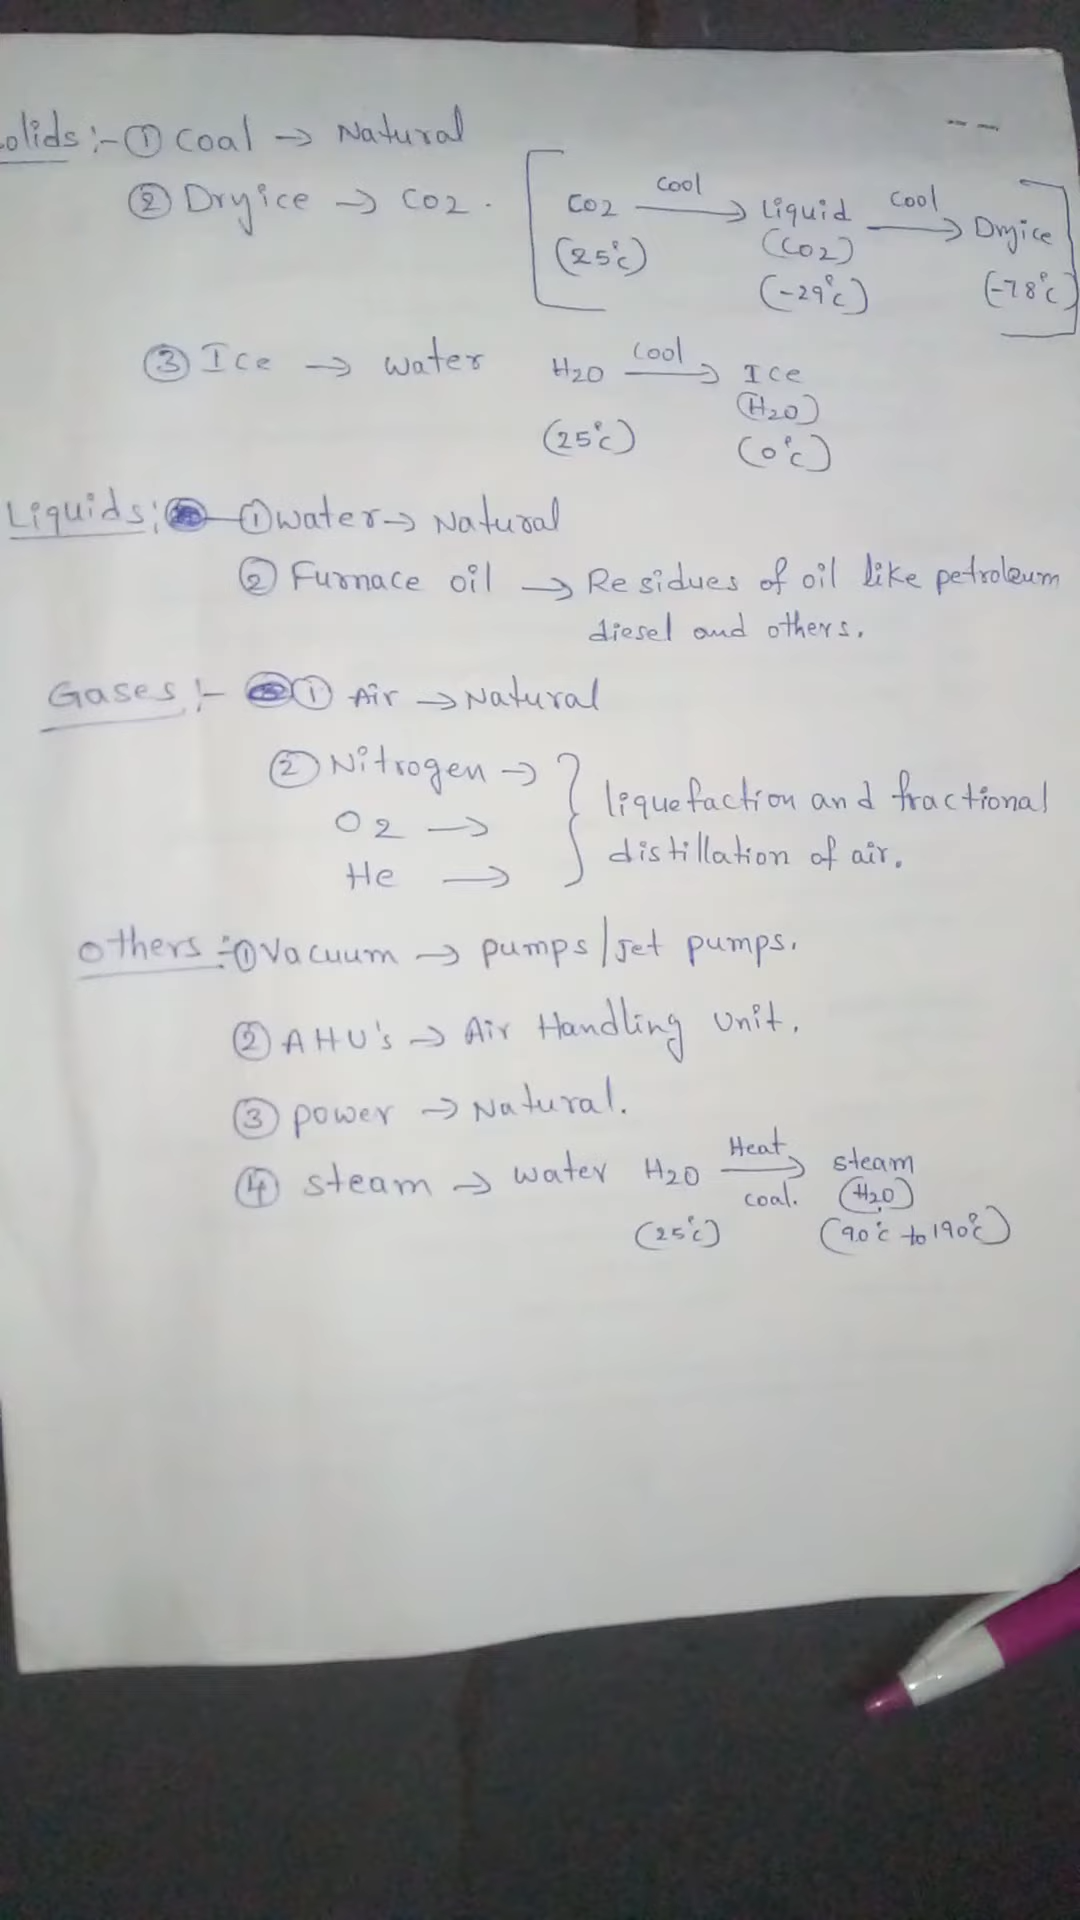 olids :- ① coal → Natural
② Dryice → CO2 .
CO2 cool → Liquid cool → Dryice
(25°c) (CO2)
(-29°c) (-78°c)
③ Ice → water H2O cool → Ice
(H2O)
(25°c) (0°c)
Liquids: ① water → Natural
② Furnace oil → Residues of oil like petroleum
diesel and others.
Gases :- ① Air → Natural
② Nitrogen → } liquefaction and fractional
O2 → distillation of air.
He →
others :- ① Vacuum → pumps/jet pumps.
② AHU's → Air Handling Unit.
③ power → Natural.
④ steam → water H2O Heat → steam
coal. (H2O)
(25°c) (90°c to 190°c)